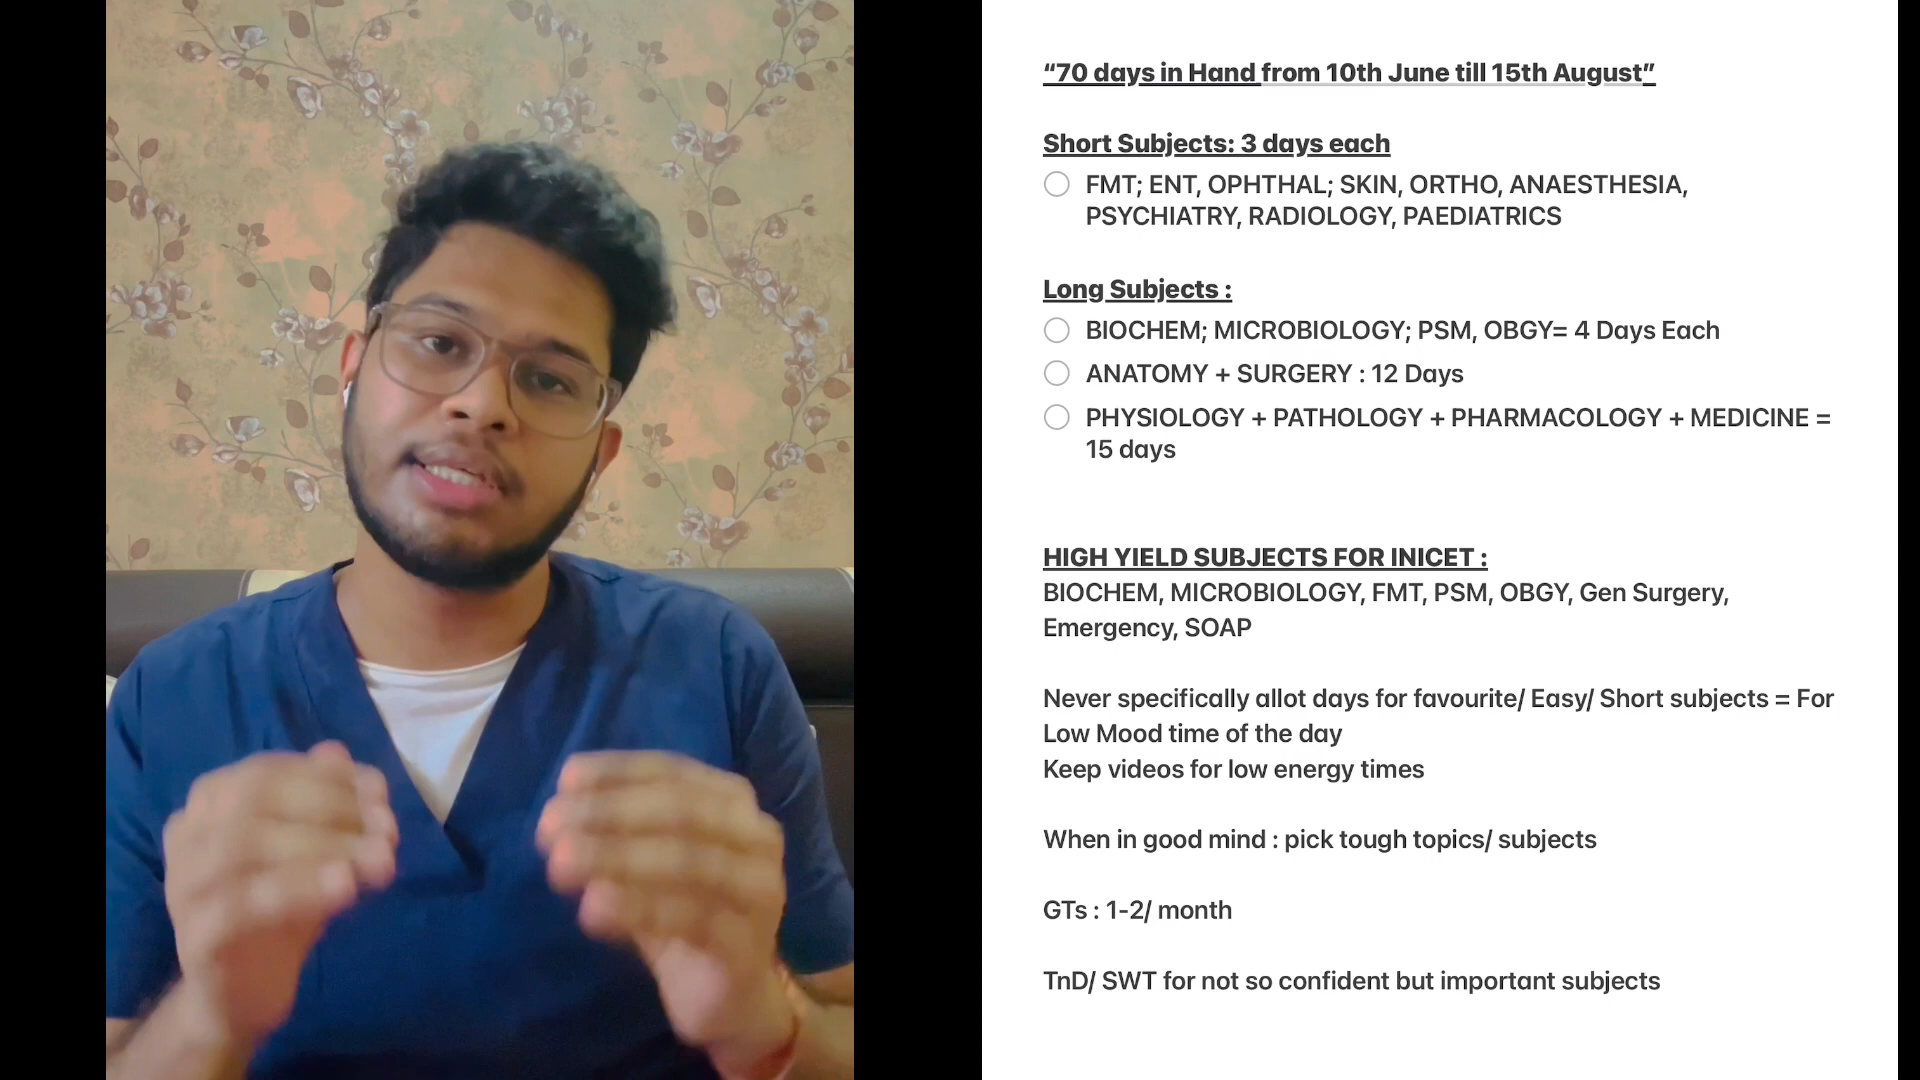 “70 days in Hand from 10th June till 15th August”
Short Subjects: 3 days each
FMT; ENT, OPHTHAL; SKIN, ORTHO, ANAESTHESIA,
PSYCHIATRY, RADIOLOGY, PAEDIATRICS
Long Subjects :
BIOCHEM; MICROBIOLOGY; PSM, OBGY= 4 Days Each
ANATOMY + SURGERY : 12 Days
PHYSIOLOGY + PATHOLOGY + PHARMACOLOGY + MEDICINE =
15 days
HIGH YIELD SUBJECTS FOR INICET :
BIOCHEM, MICROBIOLOGY, FMT, PSM, OBGY, Gen Surgery,
Emergency, SOAP
Never specifically allot days for favourite/ Easy/ Short subjects = For
Low Mood time of the day
Keep videos for low energy times
When in good mind : pick tough topics/ subjects
GTs : 1-2/ month
TnD/ SWT for not so confident but important subjects